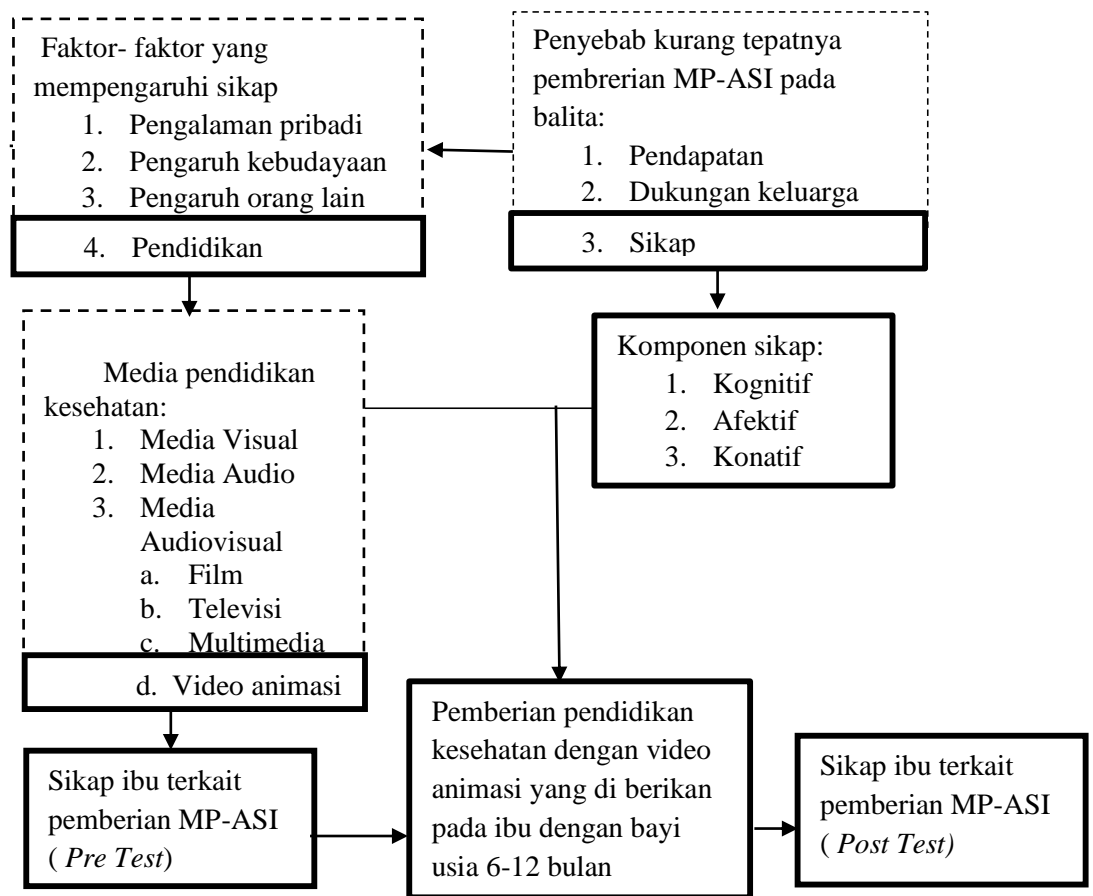 Faktor- faktor yang
mempengaruhi sikap
1. Pengalaman pribadi
2. Pengaruh kebudayaan
3. Pengaruh orang lain
4. Pendidikan
Penyebab kurang tepatnya
pembrerian MP-ASI pada
balita:
1. Pendapatan
2. Dukungan keluarga
3. Sikap
Media pendidikan
kesehatan:
1. Media Visual
2. Media Audio
3. Media
Audiovisual
a. Film
b. Televisi
c. Multimedia
d. Video animasi
Komponen sikap:
1. Kognitif
2. Afektif
3. Konatif
Sikap ibu terkait
pemberian MP-ASI
( Pre Test)
Pemberian pendidikan
kesehatan dengan video
animasi yang di berikan
pada ibu dengan bayi
usia 6-12 bulan
Sikap ibu terkait
pemberian MP-ASI
( Post Test)